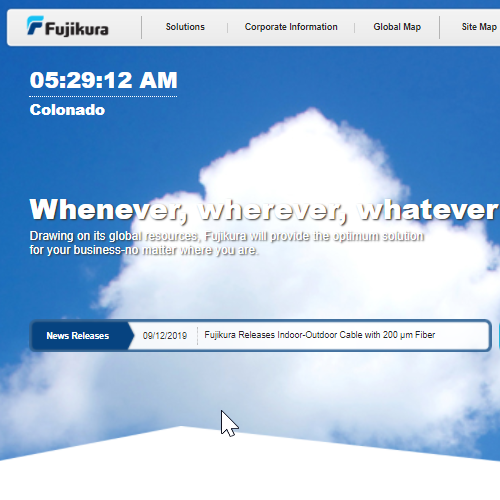 Fujikura
Solutions
Corporate Information
Global Map
Site Map
05:29:12 AM
Colonado
Whenever, wherever, whatever
Drawing on its global resources, Fujikura will provide the optimum solution
for your business-no matter where you are.
News Releases
09/12/2019
Fujikura Releases Indoor-Outdoor Cable with 200 µm Fiber